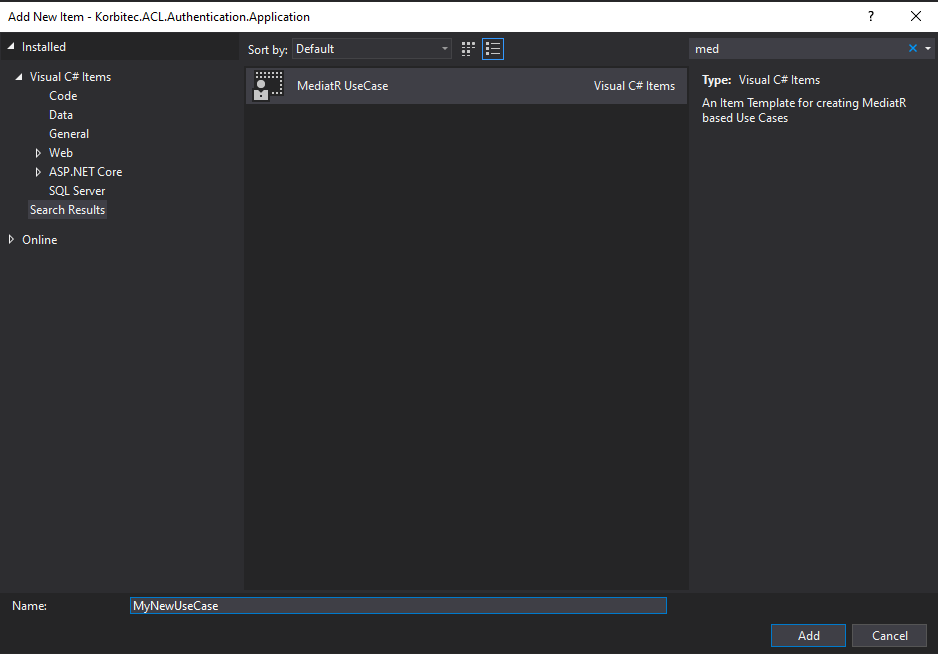 Add New Item - Korbitec.ACL.Authentication.Application
?
Installed
Sort by: Default
med
Visual C# Items
Code
Data
General
Web
ASP.NET Core
SQL Server
Search Results
Online
MediatR UseCase Visual C# Items
Type: Visual C# Items
An Item Template for creating MediatR
based Use Cases
Name: MyNewUseCase
Add Cancel